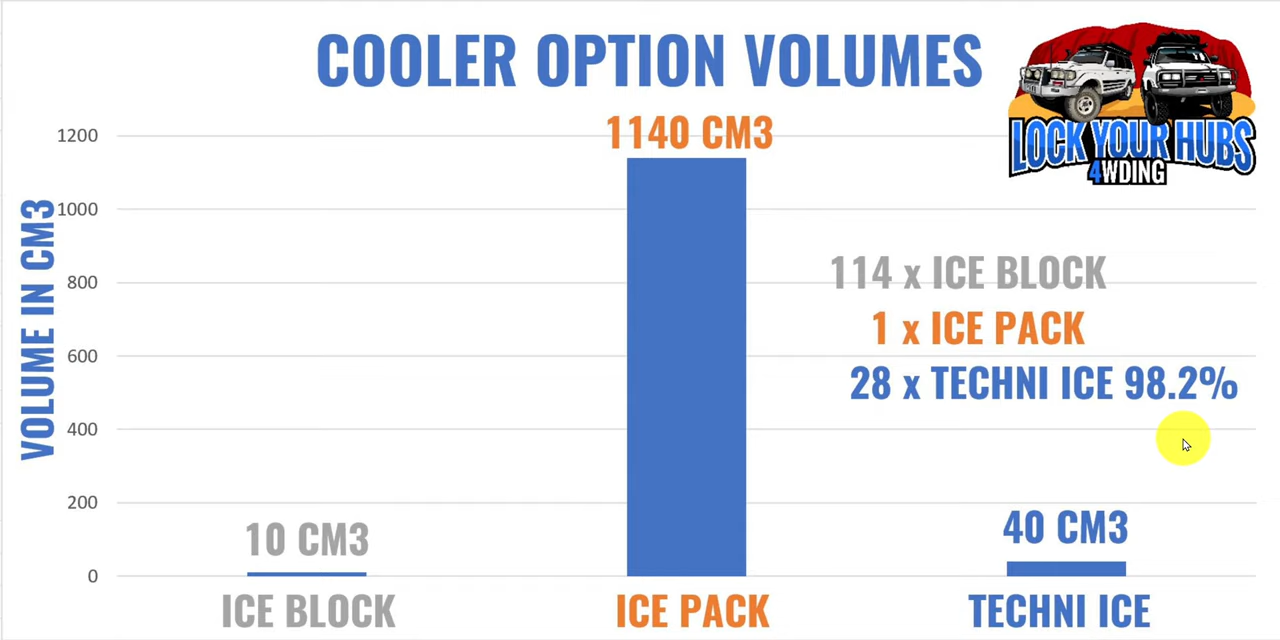 COOLER OPTION VOLUMES
LOCK YOUR HUBS
4WDING
VOLUME IN CM3
1200
1000
800
600
400
200
0
1140 CM3
114 x ICE BLOCK
1 x ICE PACK
28 x TECHNI ICE 98.2%
10 CM3
40 CM3
ICE BLOCK
ICE PACK
TECHNI ICE